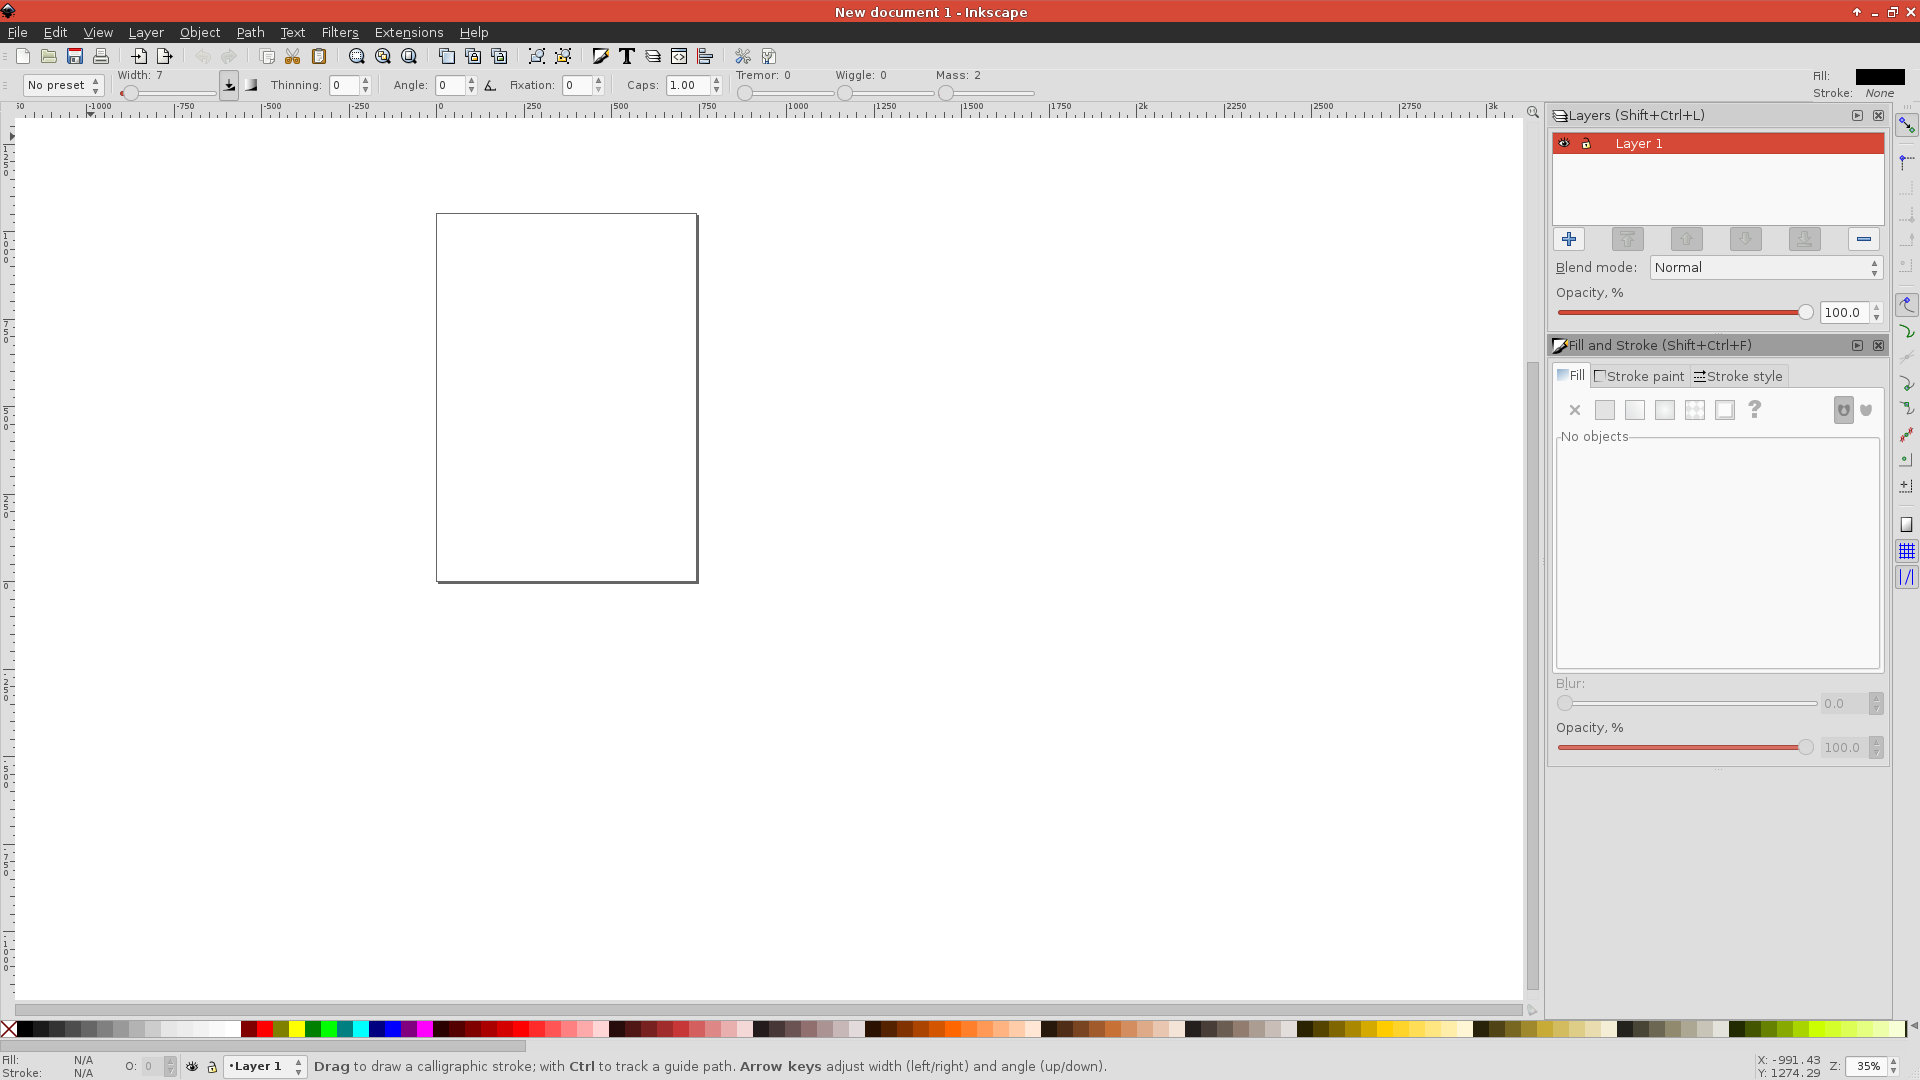 New document 1 - Inkscape
File Edit View Layer Object Path Text Filters Extensions Help
No preset Width: 7 Thinning: 0 Angle: 0 Fixation: 0 Caps: 1.00 Tremor: 0 Wiggle: 0 Mass: 2 Fill:
Stroke: None
-1000 -750 -500 -250 0 250 500 750 1000 1250 1500 1750 2k 2250 2500 2750 3k
Layers (Shift+Ctrl+L)
Layer 1
Blend mode: Normal
Opacity, %
100.0
Fill and Stroke (Shift+Ctrl+F)
Fill Stroke paint Stroke style
?
No objects
Blur:
0.0
Opacity, %
100.0
Fill: N/A
Stroke: N/A
O: 0
•Layer 1
Drag to draw a calligraphic stroke; with Ctrl to track a guide path. Arrow keys adjust width (left/right) and angle (up/down).
X: -991.43
Y: 1274.29
Z: 35%